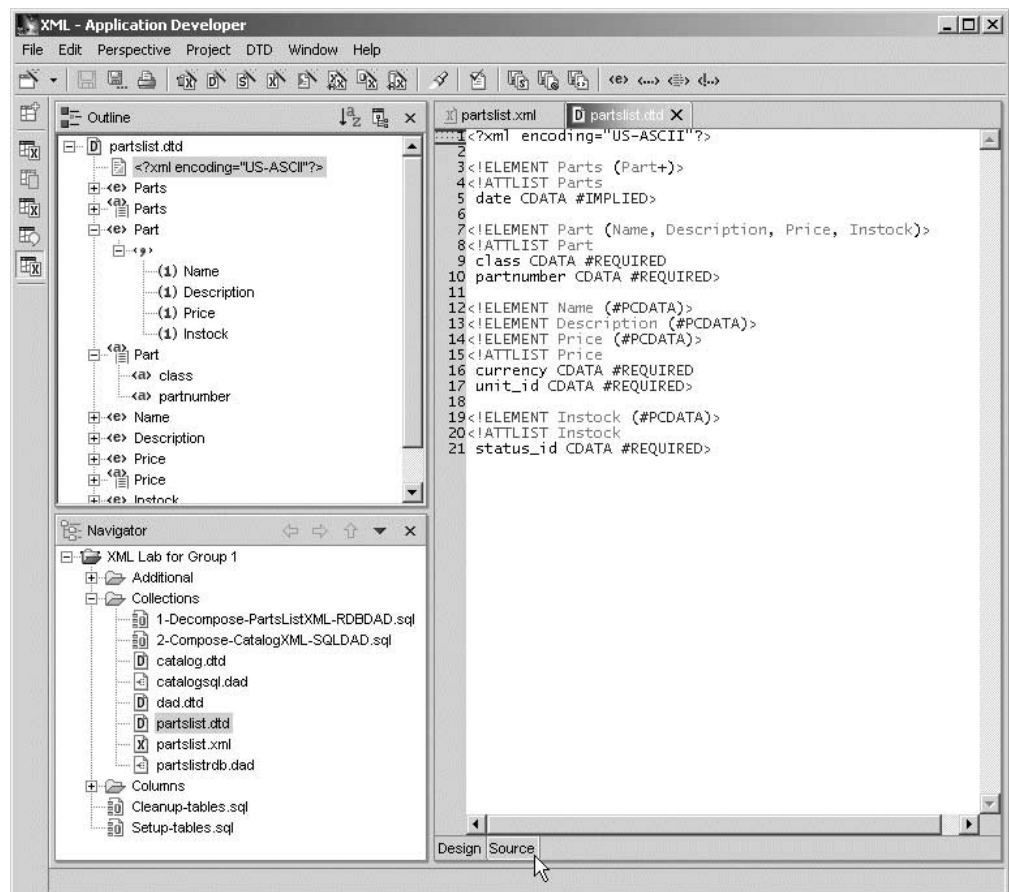 XML - Application Developer
File Edit Perspective Project DTD Window Help
Outline
partslist.dtd
<?xml encoding="US-ASCII"?>
<e> Parts
<a> Parts
<e> Part
<,>
(1) Name
(1) Description
(1) Price
(1) Instock
<a> Part
<a> class
<a> partnumber
<e> Name
<e> Description
<e> Price
<a> Price
<e> Instock
Navigator
XML Lab for Group 1
Additional
Collections
1-Decompose-PartsListXML-RDBDAD.sql
2-Compose-CatalogXML-SQLDAD.sql
catalog.dtd
catalogsql.dad
dad.dtd
partslist.dtd
partslist.xml
partslistrdb.dad
Columns
Cleanup-tables.sql
Setup-tables.sql
partslist.xml partslist.dtd
1<?xml encoding="US-ASCII"?>
2
3<!ELEMENT Parts (Part+)>
4<!ATTLIST Parts
5 date CDATA #IMPLIED>
6
7<!ELEMENT Part (Name, Description, Price, Instock)>
8<!ATTLIST Part
9 class CDATA #REQUIRED
10 partnumber CDATA #REQUIRED>
11
12<!ELEMENT Name (#PCDATA)>
13<!ELEMENT Description (#PCDATA)>
14<!ELEMENT Price (#PCDATA)>
15<!ATTLIST Price
16 currency CDATA #REQUIRED
17 unit_id CDATA #REQUIRED>
18
19<!ELEMENT Instock (#PCDATA)>
20<!ATTLIST Instock
21 status_id CDATA #REQUIRED>
Design Source